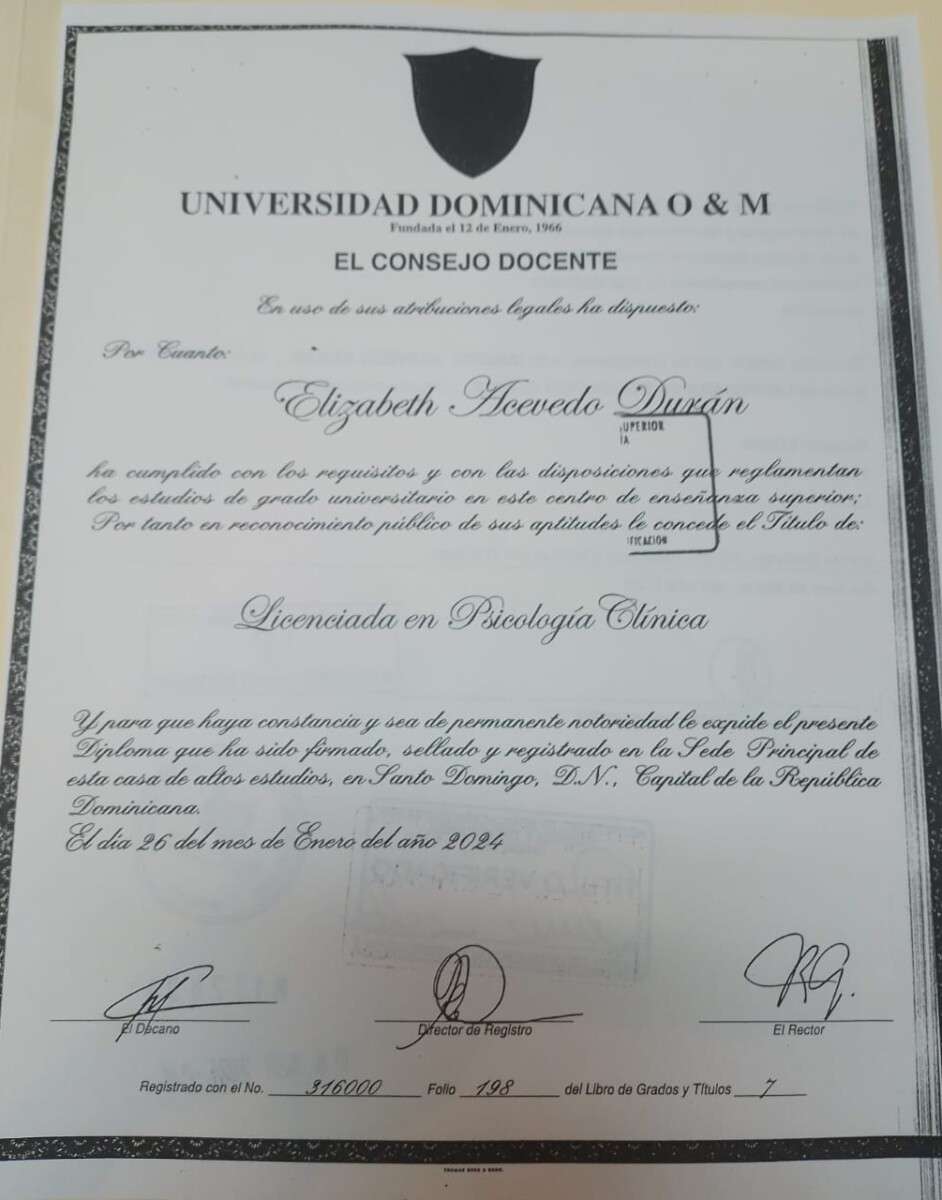 UNIVERSIDAD DOMINICANA O & M
Fundada el 12 de Enero, 1966
EL CONSEJO DOCENTE
En uso de sus atribuciones legales ha dispuesto:
Por Cuanto:
Elizabeth Acevedo Durán
UPERIOR
IA
ha cumplido con los requisitos y con las disposiciones que reglamentan
los estudios de grado universitario en este centro de enseñanza superior;
Por tanto en reconocimiento público de sus aptitudes le concede el Título de:
IFICACIÓN
Licenciada en Psicología Clínica
Y para que haya constancia y sea de permanente notoriedad le expide el presente
Diploma que ha sido firmado, sellado y registrado en la Sede Principal de
esta casa de altos estudios, en Santo Domingo, D.N., Capital de la República
Dominicana.
El día 26 del mes de Enero del año 2024
El Decano
Director de Registro
El Rector
Registrado con el No. 316000 Folio 198 del Libro de Grados y Títulos 7